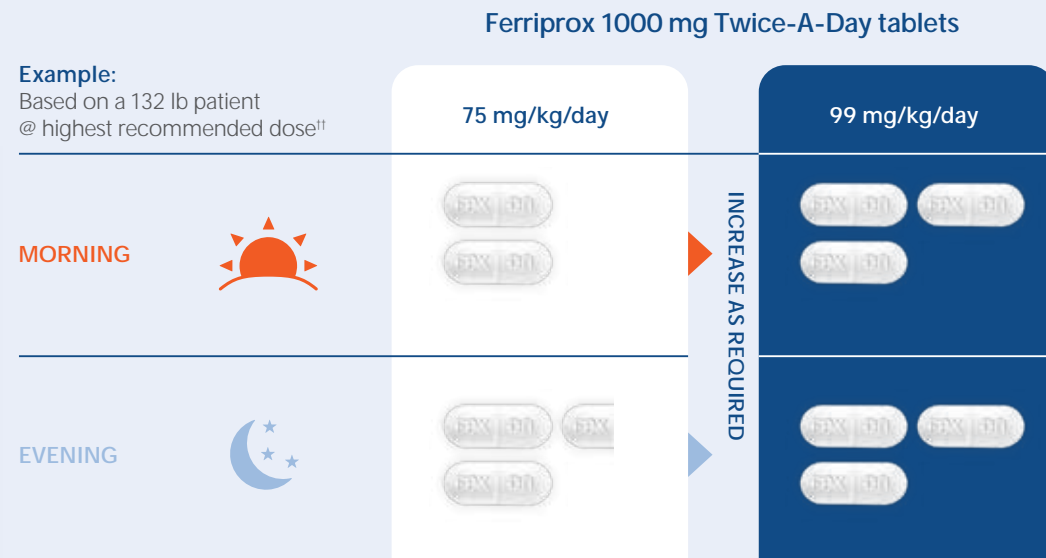 Ferriprox 1000 mg Twice-A-Day tablets
Example:
Based on a 132 lb patient
@ highest recommended dose††
75 mg/kg/day
99 mg/kg/day
MORNING
INCREASE AS REQUIRED
EVENING